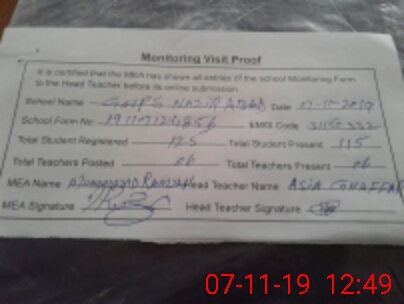 Monitoring Visit Proof
It is certified that the MEA has shown all entries of the school Monitoring Form
to the Head Teacher before its online submission.
School Name GGPS NAZIR ABAD Date 07-11-2019
School Form No EMIS Code
Total Student Registered 125 Total Student Present 115
Total Teachers Posted 06 Total Teachers Present 06
MEA Name Muhammad Ramzan Head Teacher Name ASIA GHAFFAR
MEA Signature Head Teacher Signature
07-11-19 12:49